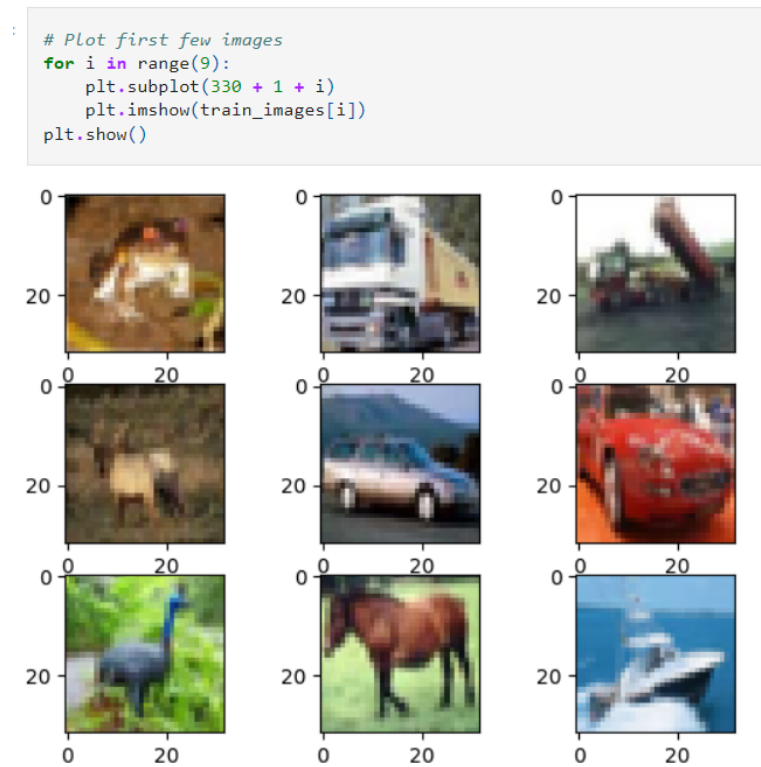 # Plot first few images
for i in range(9):
    plt.subplot(330 + 1 + i)
    plt.imshow(train_images[i])
plt.show()
0 0 0
20 20 20
0 20 0 20 0 20
0 0 0
20 20 20
0 20 0 20 0 20
0 0 0
20 20 20
0 20 0 20 0 20